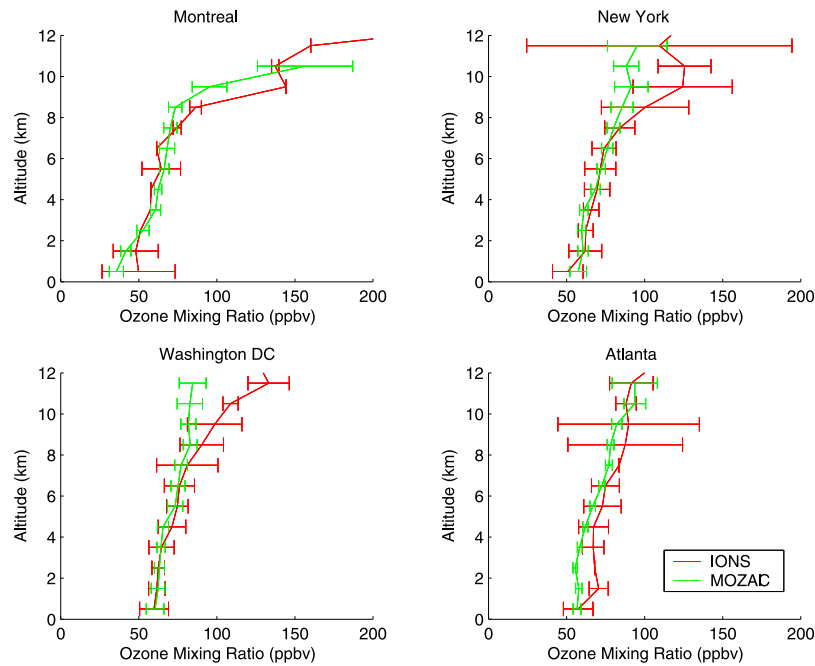 Montreal
12
10
8
6
4
2
0
Altitude (km)
0 50 100 150 200
Ozone Mixing Ratio (ppbv)
New York
12
10
8
6
4
2
0
Altitude (km)
0 50 100 150 200
Ozone Mixing Ratio (ppbv)
Washington DC
12
10
8
6
4
2
0
Altitude (km)
0 50 100 150 200
Ozone Mixing Ratio (ppbv)
Atlanta
12
10
8
6
4
2
0
Altitude (km)
IONS
MOZAIC
0 50 100 150 200
Ozone Mixing Ratio (ppbv)